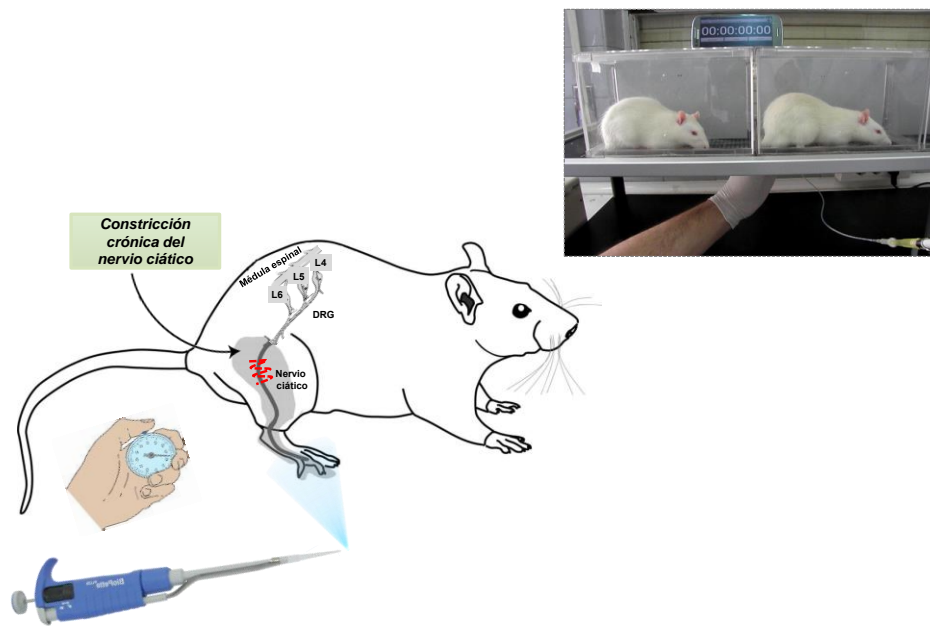 00:00:00:00
Constricción
crónica del
nervio ciático
Médula espinal
L4
L5
L6
DRG
Nervio
ciático